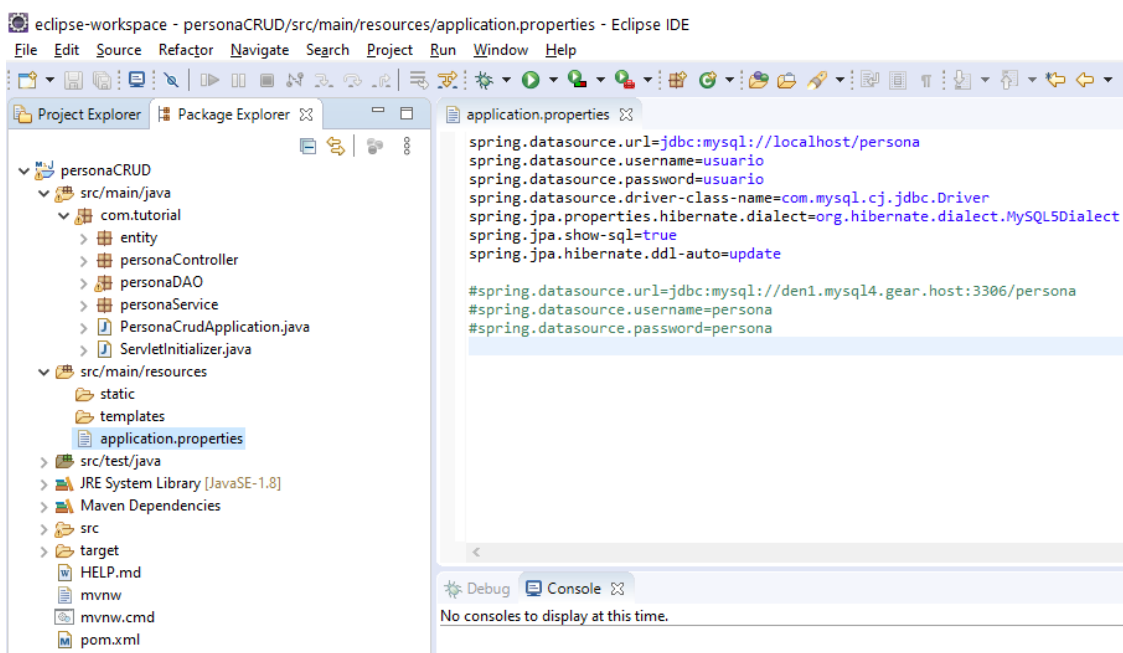 eclipse-workspace - personaCRUD/src/main/resources/application.properties - Eclipse IDE
File Edit Source Refactor Navigate Search Project Run Window Help
Project Explorer
Package Explorer
personaCRUD
src/main/java
com.tutorial
entity
personaController
personaDAO
personaService
PersonaCrudApplication.java
ServletInitializer.java
src/main/resources
static
templates
application.properties
src/test/java
JRE System Library [JavaSE-1.8]
Maven Dependencies
src
target
HELP.md
mvnw
mvnw.cmd
pom.xml
application.properties
spring.datasource.url=jdbc:mysql://localhost/persona
spring.datasource.username=usuario
spring.datasource.password=usuario
spring.datasource.driver-class-name=com.mysql.cj.jdbc.Driver
spring.jpa.properties.hibernate.dialect=org.hibernate.dialect.MySQL5Dialect
spring.jpa.show-sql=true
spring.jpa.hibernate.ddl-auto=update
#spring.datasource.url=jdbc:mysql://den1.mysql4.gear.host:3306/persona
#spring.datasource.username=persona
#spring.datasource.password=persona
Debug
Console
No consoles to display at this time.